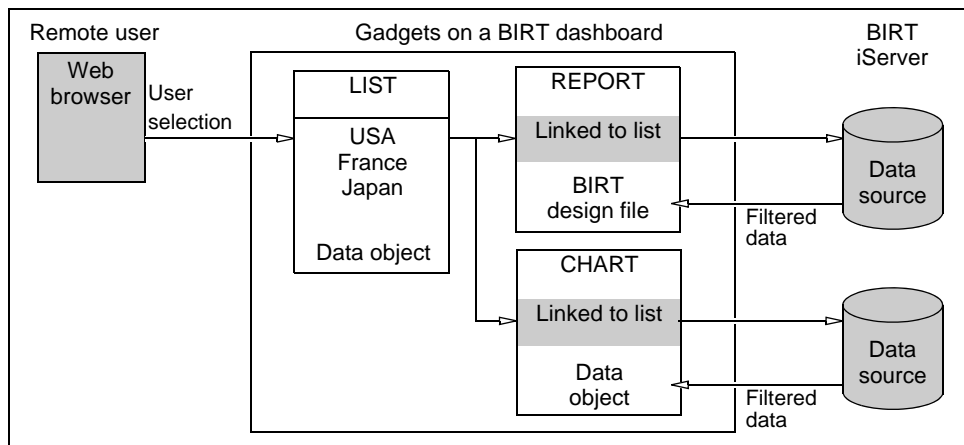 Remote user
Web
browser
User
selection
Gadgets on a BIRT dashboard
LIST
USA
France
Japan
Data object
REPORT
Linked to list
BIRT
design file
CHART
Linked to list
Data
object
BIRT
iServer
Data
source
Filtered
data
Data
source
Filtered
data